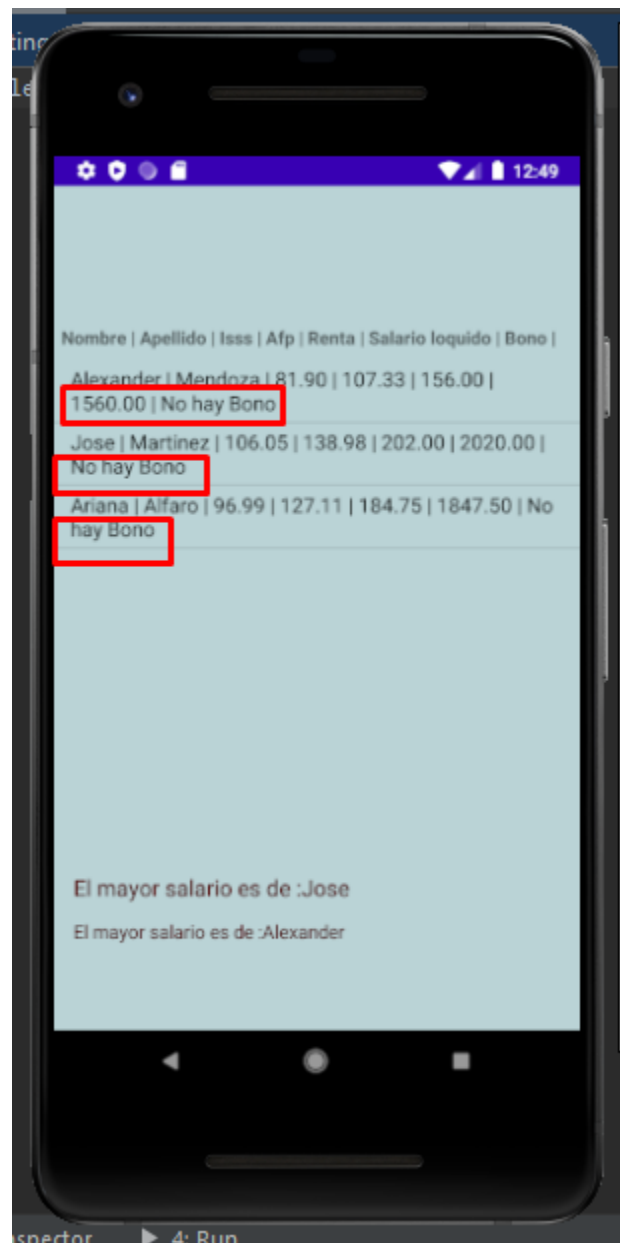 12:49
Nombre | Apellido | Isss | Afp | Renta | Salario loquido | Bono |
Alexander | Mendoza | 81.90 | 107.33 | 156.00 |
1560.00 | No hay Bono
Jose | Martinez | 106.05 | 138.98 | 202.00 | 2020.00 |
No hay Bono
Ariana | Alfaro | 96.99 | 127.11 | 184.75 | 1847.50 | No
hay Bono
El mayor salario es de :Jose
El mayor salario es de :Alexander
4: Run